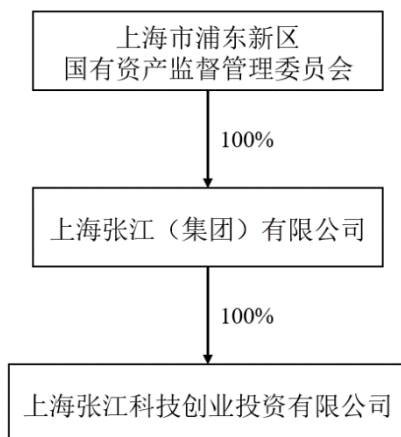 上海市浦东新区
国有资产监督管理委员会
100%
上海张江（集团）有限公司
100%
上海张江科技创业投资有限公司